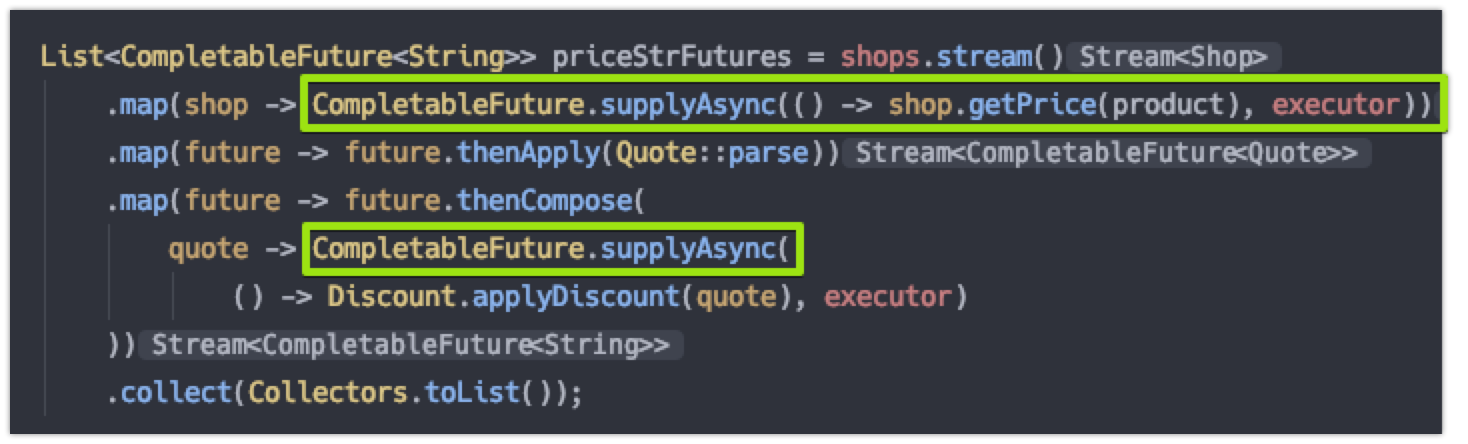 List<CompletableFuture<String>> priceStrFutures = shops.stream() Stream<Shop>
.map(shop -> CompletableFuture.supplyAsync(() -> shop.getPrice(product), executor))
.map(future -> future.thenApply(Quote::parse)) Stream<CompletableFuture<Quote>>
.map(future -> future.thenCompose(
quote -> CompletableFuture.supplyAsync(
() -> Discount.applyDiscount(quote), executor)
)) Stream<CompletableFuture<String>>
.collect(Collectors.toList());